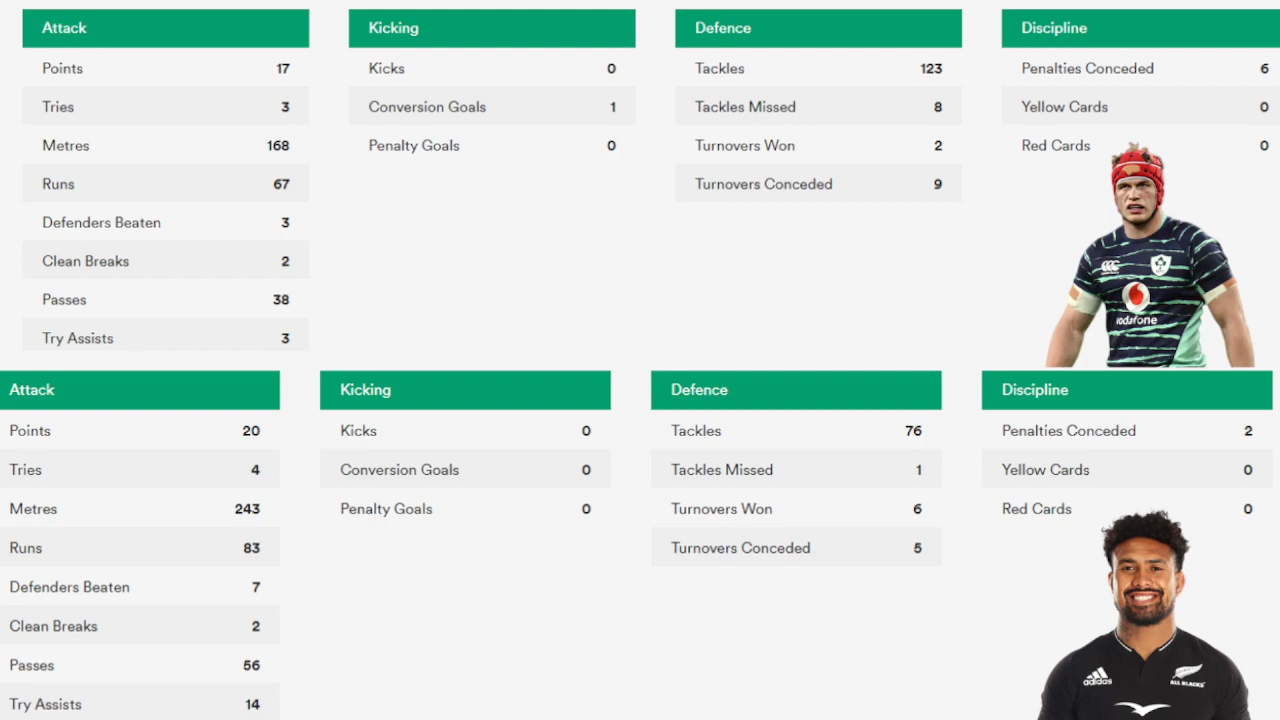 Attack
Points 17
Tries 3
Metres 168
Runs 67
Defenders Beaten 3
Clean Breaks 2
Passes 38
Try Assists 3
Kicking
Kicks 0
Conversion Goals 1
Penalty Goals 0
Defence
Tackles 123
Tackles Missed 8
Turnovers Won 2
Turnovers Conceded 9
Discipline
Penalties Conceded 6
Yellow Cards 0
Red Cards 0
vodafone
Attack
Points 20
Tries 4
Metres 243
Runs 83
Defenders Beaten 7
Clean Breaks 2
Passes 56
Try Assists 14
Kicking
Kicks 0
Conversion Goals 0
Penalty Goals 0
Defence
Tackles 76
Tackles Missed 1
Turnovers Won 6
Turnovers Conceded 5
Discipline
Penalties Conceded 2
Yellow Cards 0
Red Cards 0
adidas
ALL BLACKS